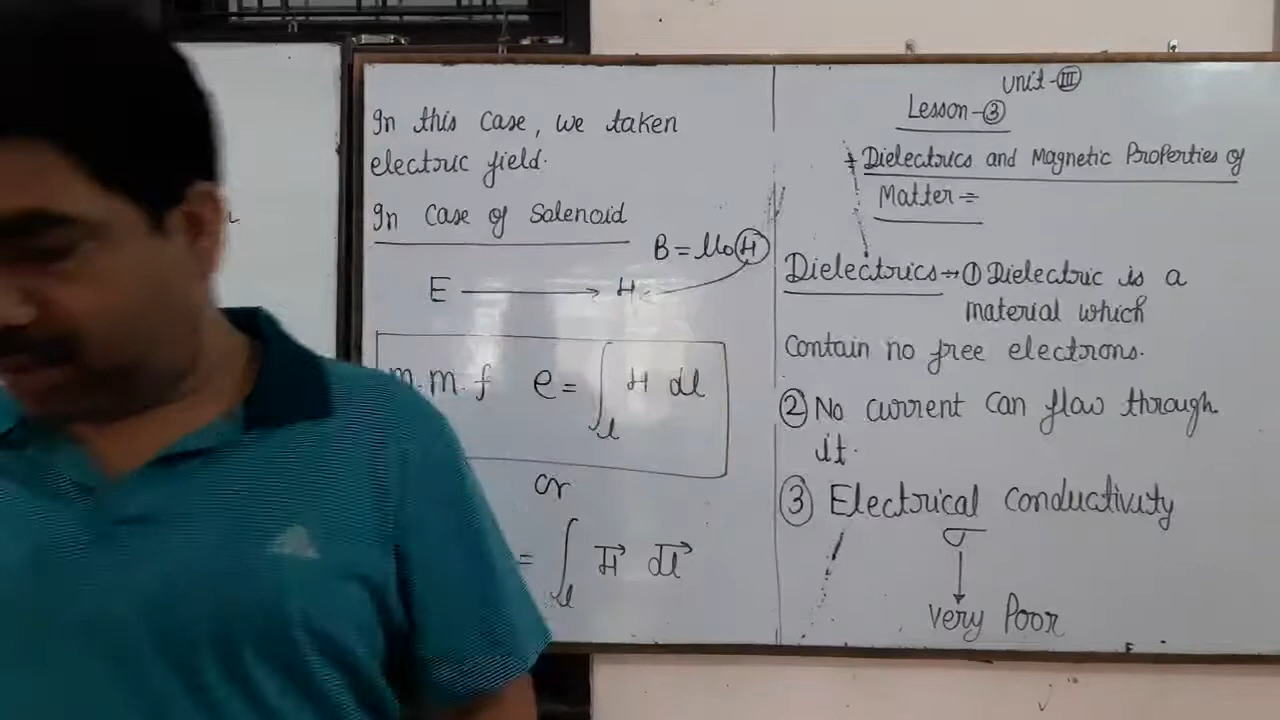 In this case, we taken
electric field.
In case of Solenoid
B = μ₀H
E → H
m.m.f e = ∫l H dl
or
= ∫l H⃗ dl⃗
Unit-III
Lesson-③
* Dielectrics and Magnetic Properties of
Matter =
Dielectrics → ① Dielectric is a
material which
Contain no free electrons.
② No current can flow through
it.
③ Electrical conductivity
σ
↓
very Poor